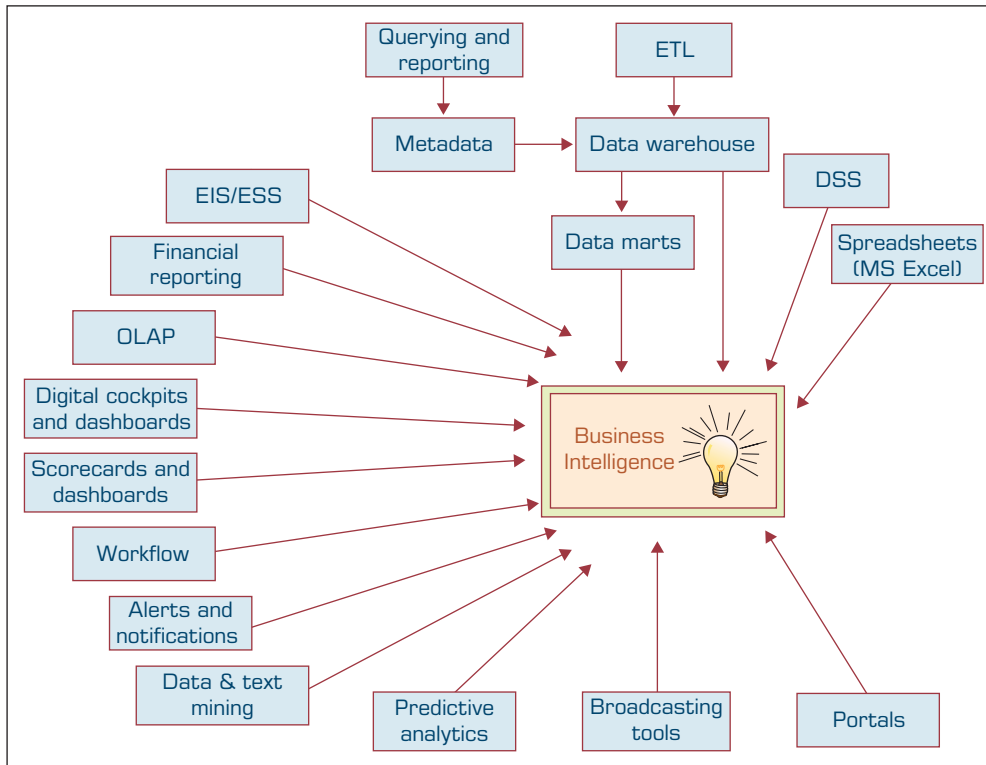 Querying and
reporting
ETL
Metadata
Data warehouse
DSS
EIS/ESS
Data marts
Spreadsheets
(MS Excel)
Financial
reporting
OLAP
Digital cockpits
and dashboards
Business
Intelligence
Scorecards and
dashboards
Workflow
Alerts and
notifications
Data & text
mining
Predictive
analytics
Broadcasting
tools
Portals